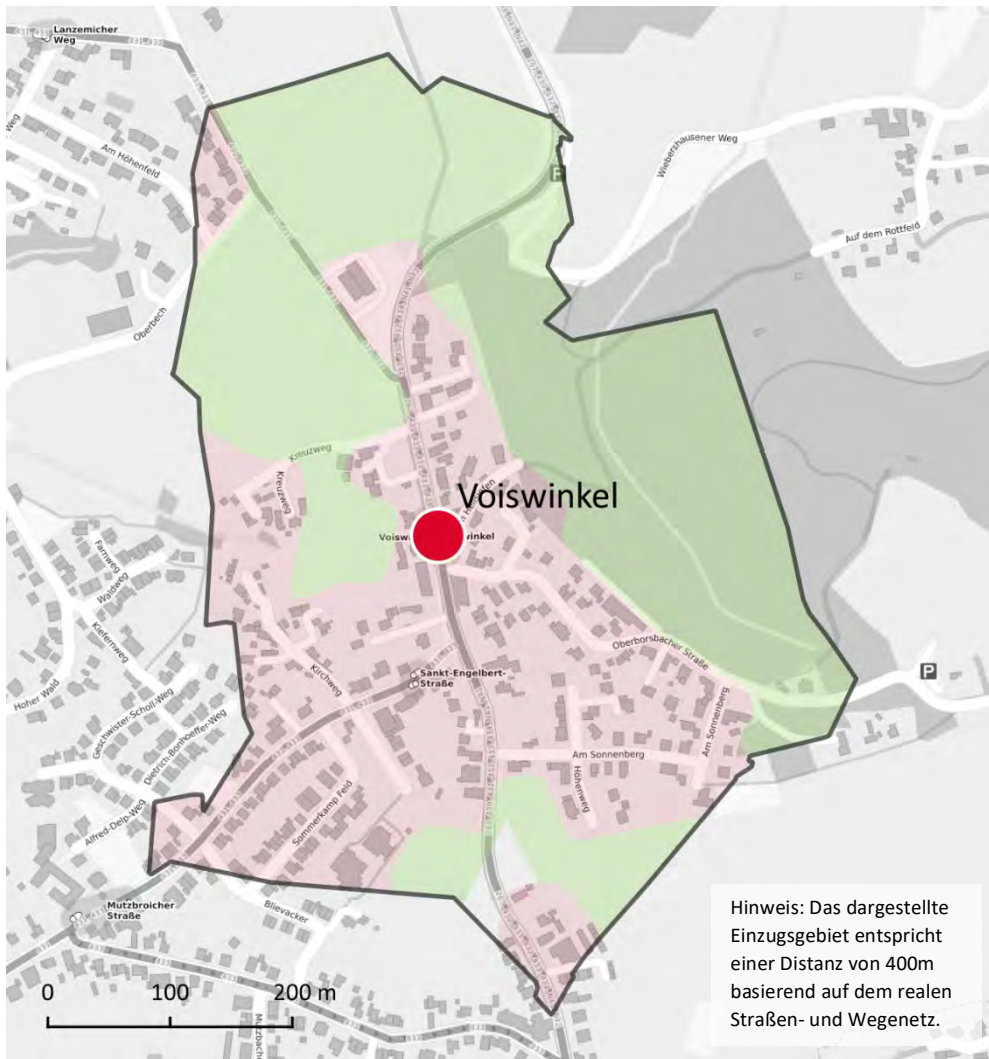 Lanzemicher
Weg
Weg
Am Höhenfeld
Wiebershausener Weg
Auf dem Rottfeld
P
Oberbech
Kreuzweg
Kreuzweg
Voiswinkel
Farnweg
Waldweg
Kiefernweg
Hoher Wald
Geschwister-Scholl-Weg
Dietrich-Bonhoeffer-Weg
Alfred-Delp-Weg
Kirchweg
Sankt-Engelbert-
Straße
Oberborsbacher Straße
P
Am Sonnenberg
Am Sonnenberg
Höhenweg
Sommerkamp Feld
Blievacker
Mutzbroicher
Straße
0 100 200 m
Hinweis: Das dargestellte
Einzugsgebiet entspricht
einer Distanz von 400m
basierend auf dem realen
Straßen- und Wegenetz.